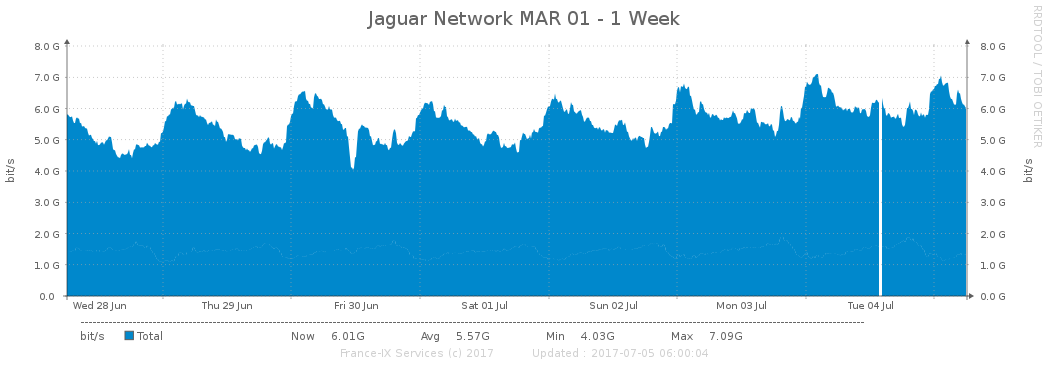 Jaguar Network MAR 01 - 1 Week
RRDTOOL / TOBI OETIKER
8.0 G 8.0 G
7.0 G 7.0 G
6.0 G 6.0 G
5.0 G 5.0 G
4.0 G 4.0 G
3.0 G 3.0 G
2.0 G 2.0 G
1.0 G 1.0 G
0.0 0.0 G
bit/s
bit/s
Wed 28 Jun Thu 29 Jun Fri 30 Jun Sat 01 Jul Sun 02 Jul Mon 03 Jul Tue 04 Jul
bit/s Total Now 6.01G Avg 5.57G Min 4.03G Max 7.09G
France-IX Services (c) 2017 Updated : 2017-07-05 06:00:04